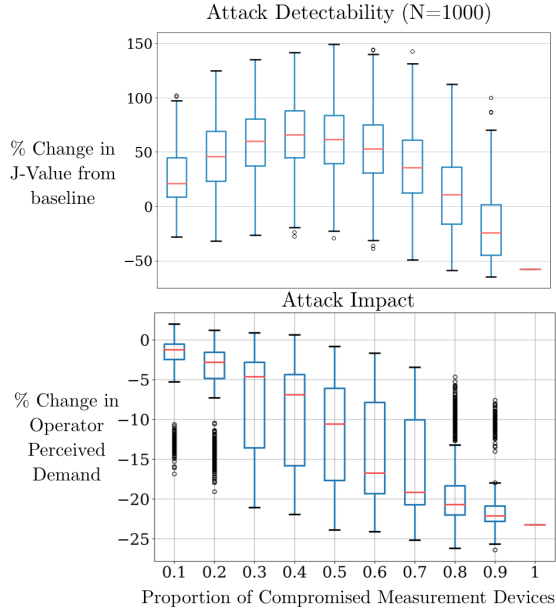 Attack Detectability (N=1000)
150
100
50
0
−50
% Change in
J-Value from
baseline
Attack Impact
0
−5
−10
−15
−20
−25
% Change in
Operator
Perceived
Demand
0.1 0.2 0.3 0.4 0.5 0.6 0.7 0.8 0.9 1
Proportion of Compromised Measurement Devices